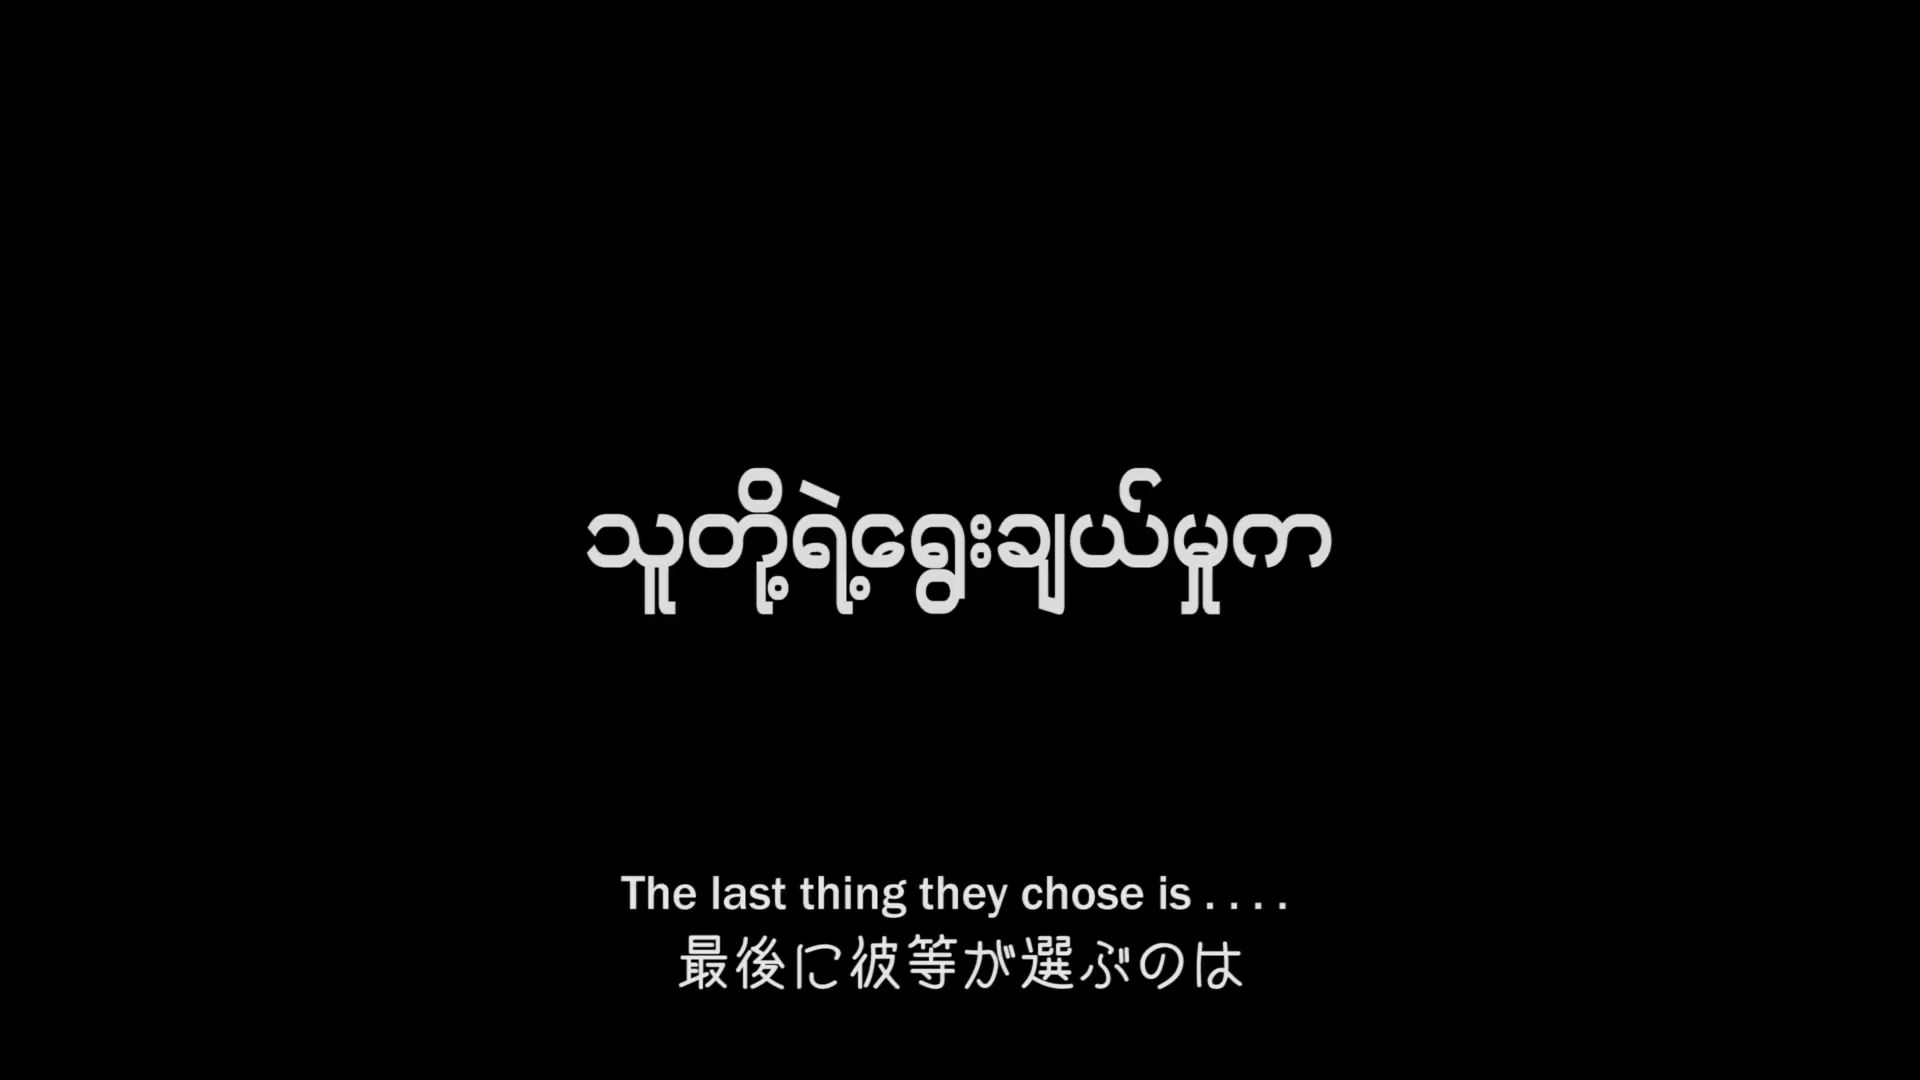 သူတို့ရဲ့ရွေးချယ်မှုက
The last thing they chose is . . . .
最後に彼等が選ぶのは